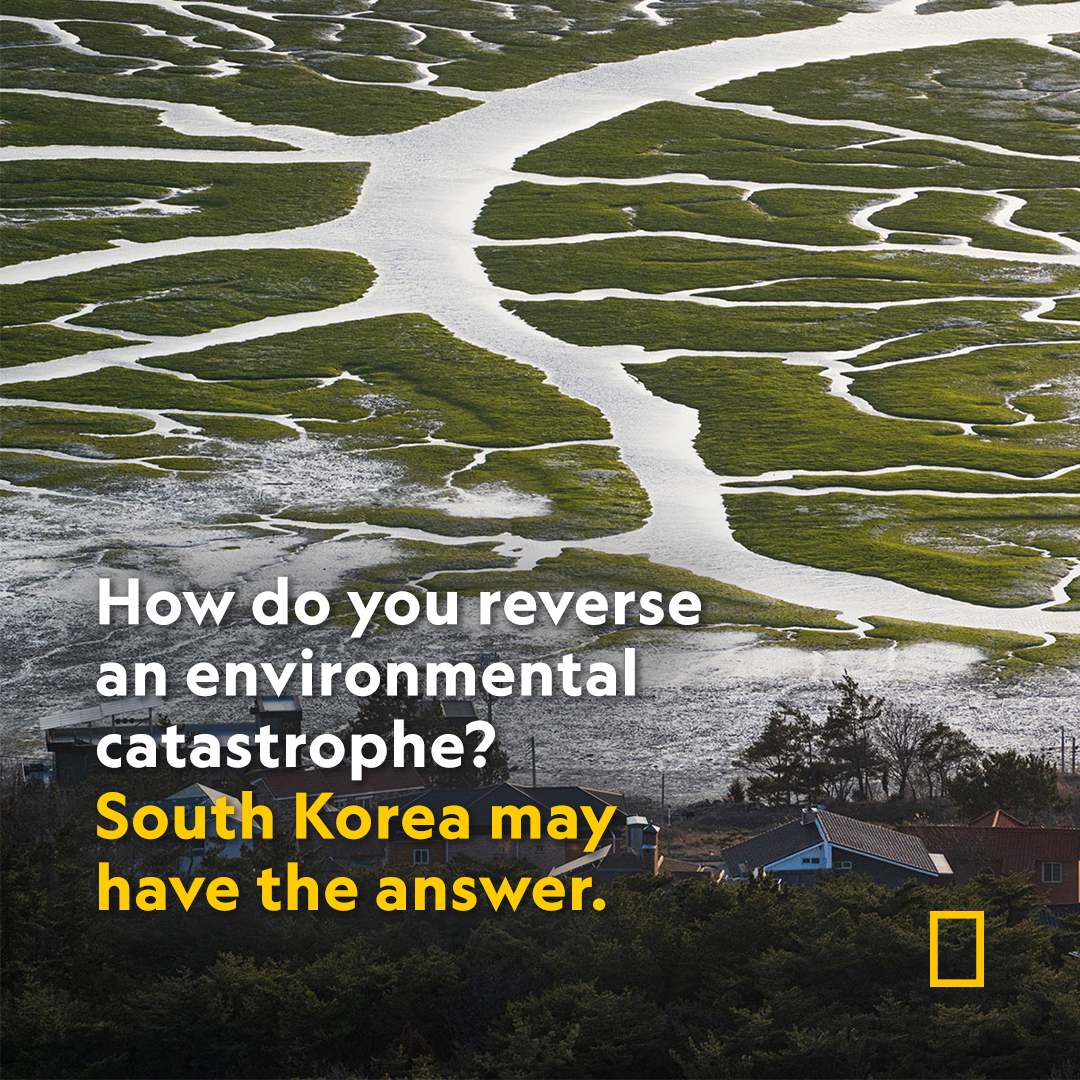 How do you reverse
an environmental
catastrophe?
South Korea may
have the answer.